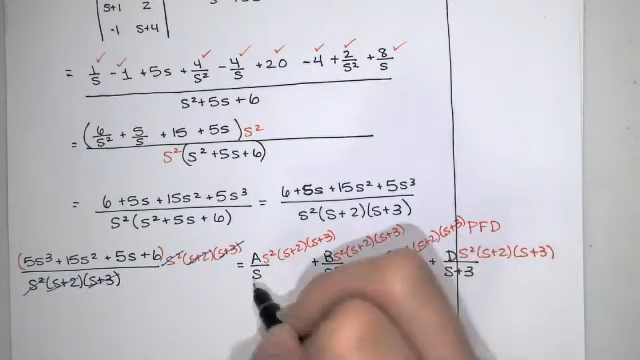 s+1 2
-1 s+4
= 1/s - 1 + 5s + 4/s² - 4/s + 20 - 4 + 2/s² + 8/s
s² + 5s + 6
= (6/s² + 5/s + 15 + 5s) s²
s² (s² + 5s + 6)
= 6 + 5s + 15s² + 5s³ / s²(s² + 5s + 6) = 6 + 5s + 15s² + 5s³ / s²(s+2)(s+3)
PFD
(5s³ + 15s² + 5s + 6) s²(s+2)(s+3) / s²(s+2)(s+3) = A s²(s+2)(s+3) / s + B s²(s+2)(s+3) (s+2)(s+3) + D s²(s+2)(s+3) / s+3